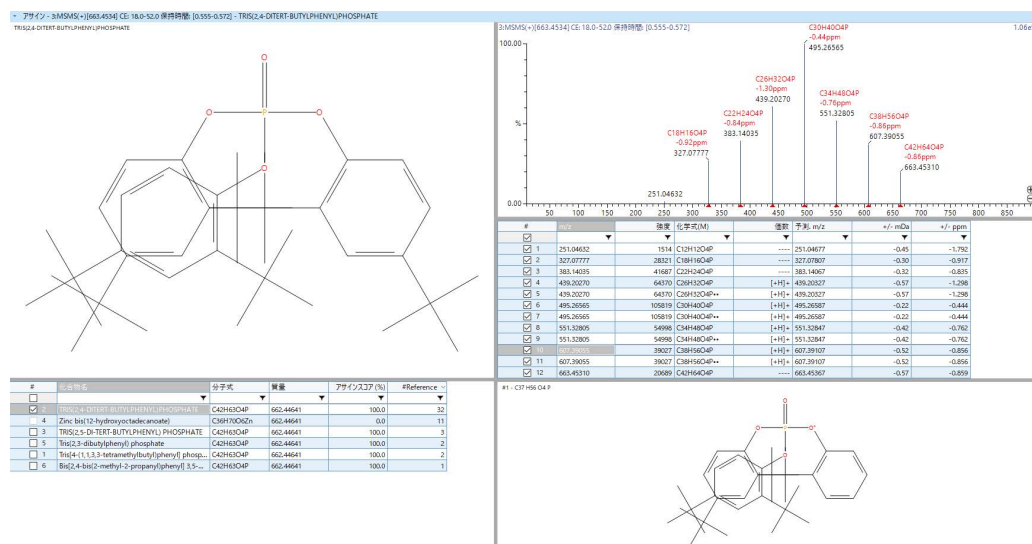 アサイン - 3:MSMS(+)[663.4534] CE: 18.0-52.0 保持時間: [0.555-0.572] - TRIS(2,4-DITERT-BUTYLPHENYL)PHOSPHATE
TRIS(2,4-DITERT-BUTYLPHENYL)PHOSPHATE
O
O P O
O
3:MSMS(+)[663.4534] CE: 18.0-52.0 保持時間: [0.555-0.572]
1.06e
100.00
%
0.00
C30H40O4P
-0.44ppm
495.26565
C26H32O4P
-1.30ppm
439.20270
C34H48O4P
-0.76ppm
551.32805
C22H24O4P
-0.84ppm
383.14035
C38H56O4P
-0.86ppm
607.39055
C18H16O4P
-0.92ppm
327.07777
C42H64O4P
-0.86ppm
663.45310
251.04632
50 100 150 200 250 300 350 400 450 500 550 600 650 700 750 800 850
# m/z 強度 化学式(M) 価数 予測. m/z +/- mDa +/- ppm
1 251.04632 1514 C12H12O4P ---- 251.04677 -0.45 -1.792
2 327.07777 28321 C18H16O4P ---- 327.07807 -0.30 -0.917
3 383.14035 41687 C22H24O4P ---- 383.14067 -0.32 -0.835
4 439.20270 64370 C26H32O4P [+H]+ 439.20327 -0.57 -1.298
5 439.20270 64370 C26H32O4P•• [+H]+ 439.20327 -0.57 -1.298
6 495.26565 105819 C30H40O4P [+H]+ 495.26587 -0.22 -0.444
7 495.26565 105819 C30H40O4P•• [+H]+ 495.26587 -0.22 -0.444
8 551.32805 54998 C34H48O4P [+H]+ 551.32847 -0.42 -0.762
9 551.32805 54998 C34H48O4P•• [+H]+ 551.32847 -0.42 -0.762
10 607.39055 39027 C38H56O4P [+H]+ 607.39107 -0.52 -0.856
11 607.39055 39027 C38H56O4P•• [+H]+ 607.39107 -0.52 -0.856
12 663.45310 20689 C42H64O4P ---- 663.45367 -0.57 -0.859
# 化合物名 分子式 質量 アサインスコア (%) #Reference
2 TRIS(2,4-DITERT-BUTYLPHENYL)PHOSPHATE C42H63O4P 662.44641 100.0 32
4 Zinc bis(12-hydroxyoctadecanoate) C36H70O6Zn 0.0 11
3 TRIS(2,5-DI-TERT-BUTYLPHENYL) PHOSPHATE C42H63O4P 662.44641 100.0 3
5 Tris(2,3-dibutylphenyl) phosphate C42H63O4P 662.44641 100.0 2
1 Tris[4-(1,1,3,3-tetramethylbutyl)phenyl] phosp... C42H63O4P 662.44641 100.0 2
6 Bis[2,4-bis(2-methyl-2-propanyl)phenyl] 3,5-... C42H63O4P 662.44641 100.0 1
#1 - C37 H56 O4 P